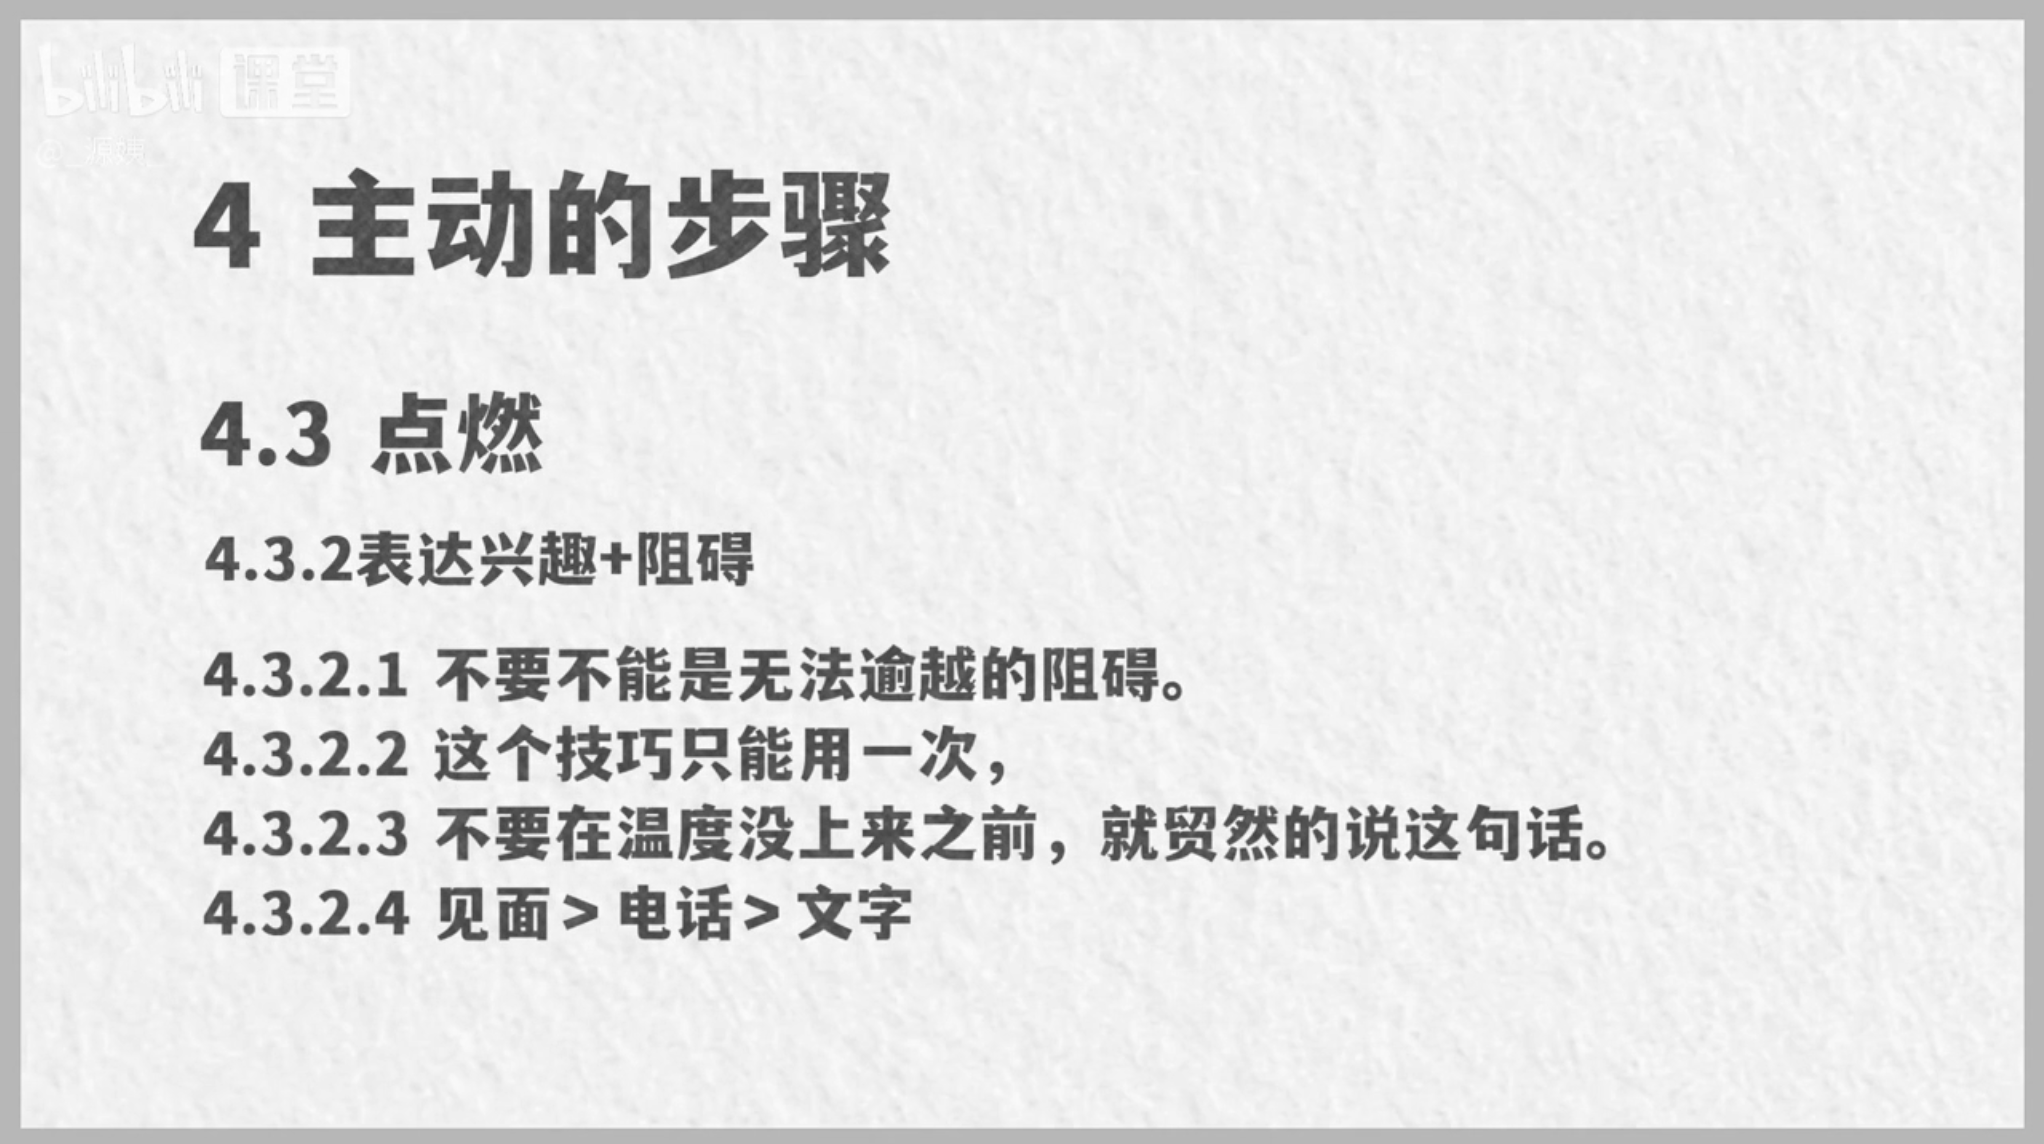 bilibili 课堂
4 主动的步骤
4.3 点燃
4.3.2表达兴趣+阻碍
4.3.2.1 不要不能是无法逾越的阻碍。
4.3.2.2 这个技巧只能用一次，
4.3.2.3 不要在温度没上来之前，就贸然的说这句话。
4.3.2.4 见面>电话>文字